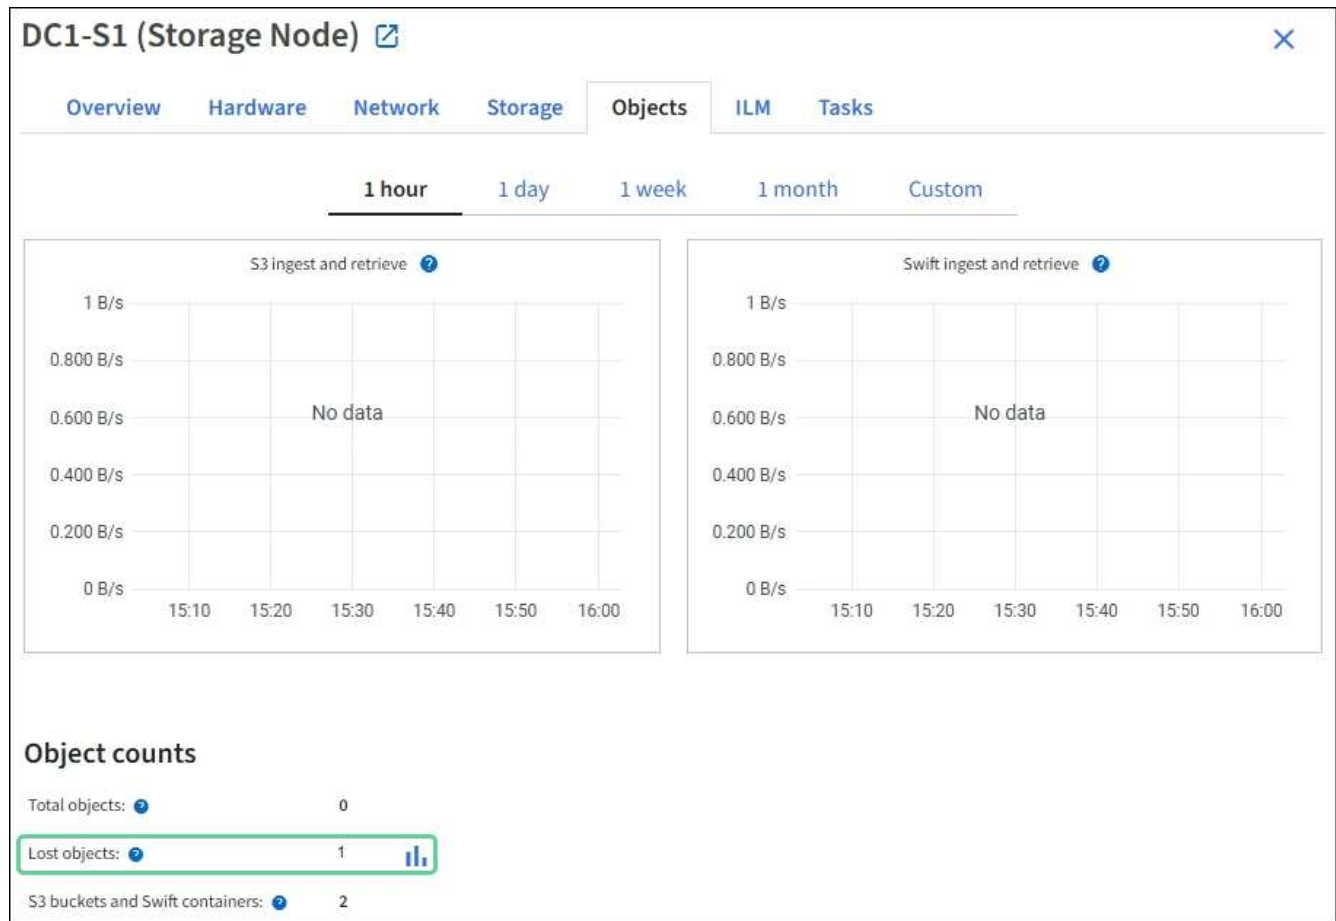 DC1-S1 (Storage Node)
Overview Hardware Network Storage Objects ILM Tasks
1 hour 1 day 1 week 1 month Custom
S3 ingest and retrieve
1 B/s
0.800 B/s
0.600 B/s
0.400 B/s
0.200 B/s
0 B/s
No data
15:10 15:20 15:30 15:40 15:50 16:00
Swift ingest and retrieve
1 B/s
0.800 B/s
0.600 B/s
0.400 B/s
0.200 B/s
0 B/s
No data
15:10 15:20 15:30 15:40 15:50 16:00
Object counts
Total objects: ? 0
Lost objects: ? 1
S3 buckets and Swift containers: ? 2